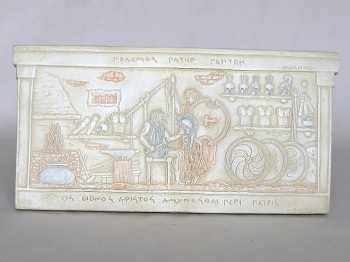 ΠΟΛΕΜΟΣ ΠΑΤΗΡ ΠΑΝΤΩΝ
ΕΙΣ ΟΙΩΝΟΣ ΑΡΙΣΤΟΣ ΑΜΥΝΕΣΘΑΙ ΠΕΡΙ ΠΑΤΡΗΣ